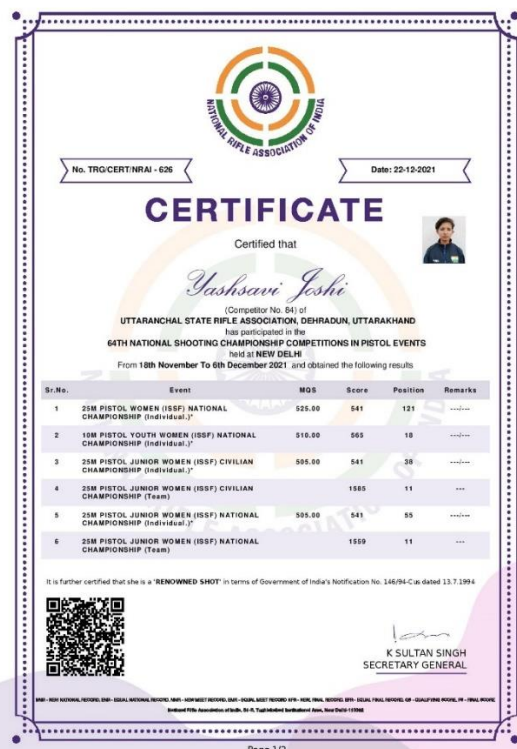 NATIONAL RIFLE ASSOCIATION OF INDIA
No. TRG/CERT/NRAI - 626
Date: 22-12-2021
CERTIFICATE
Certified that
Yashsavi Joshi
(Competitor No. 64) of
UTTARANCHAL STATE RIFLE ASSOCIATION, DEHRADUN, UTTARAKHAND
has participated in the
64TH NATIONAL SHOOTING CHAMPIONSHIP COMPETITIONS IN PISTOL EVENTS
held at NEW DELHI
From 18th November To 6th December 2021 and obtained the following results
Sr.No. Event MQS Score Position Remarks
1 25M PISTOL WOMEN (ISSF) NATIONAL CHAMPIONSHIP (Individual.)* 525.00 541 121 ---/---
2 10M PISTOL YOUTH WOMEN (ISSF) NATIONAL CHAMPIONSHIP (Individual.)* 510.00 565 18 ---/---
3 25M PISTOL JUNIOR WOMEN (ISSF) CIVILIAN CHAMPIONSHIP (Individual.)* 505.00 541 38 ---/---
4 25M PISTOL JUNIOR WOMEN (ISSF) CIVILIAN CHAMPIONSHIP (Team) 1585 11 ---
5 25M PISTOL JUNIOR WOMEN (ISSF) NATIONAL CHAMPIONSHIP (Individual.)* 505.00 541 55 ---/---
6 25M PISTOL JUNIOR WOMEN (ISSF) NATIONAL CHAMPIONSHIP (Team) 1559 11 ---
It is further certified that she is a 'RENOWNED SHOT' in terms of Government of India's Notification No. 146/94-Cus dated 13.7.1994
K SULTAN SINGH
SECRETARY GENERAL
Page 1/2